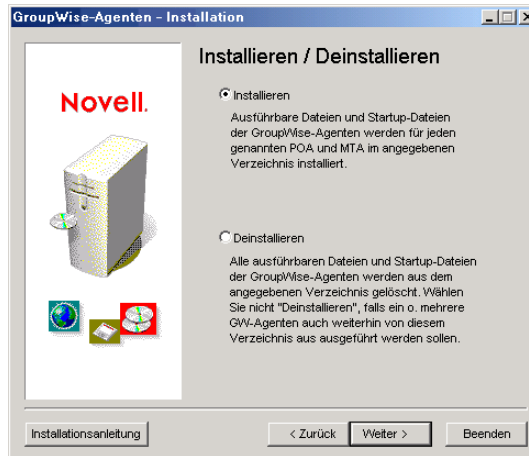 GroupWise-Agenten - Installation
Installieren / Deinstallieren
Novell.
Installieren
Ausführbare Dateien und Startup-Dateien
der GroupWise-Agenten werden für jeden
genannten POA und MTA im angegebenen
Verzeichnis installiert.
Deinstallieren
Alle ausführbaren Dateien und Startup-Dateien
der GroupWise-Agenten werden aus dem
angegebenen Verzeichnis gelöscht. Wählen
Sie nicht "Deinstallieren", falls ein o. mehrere
GW-Agenten auch weiterhin von diesem
Verzeichnis aus ausgeführt werden sollen.
Installationsanleitung
< Zurück
Weiter >
Beenden